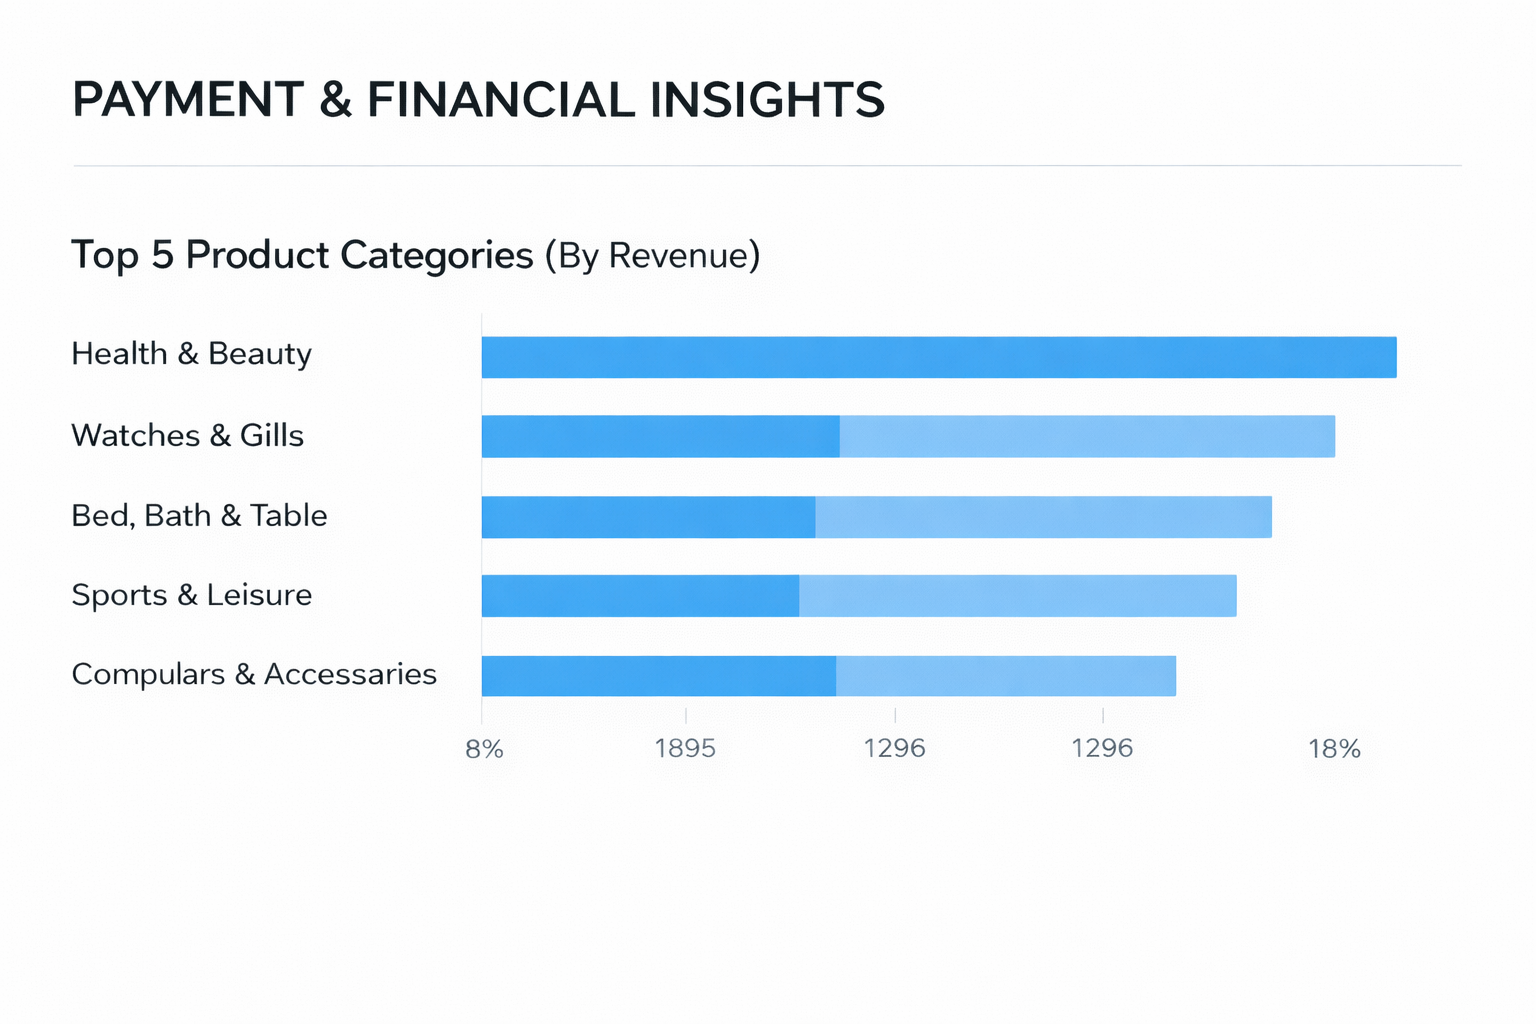 PAYMENT & FINANCIAL INSIGHTS
Top 5 Product Categories (By Revenue)
Health & Beauty
Watches & Gills
Bed, Bath & Table
Sports & Leisure
Compulars & Accessaries
8% 1895 1296 1296 18%